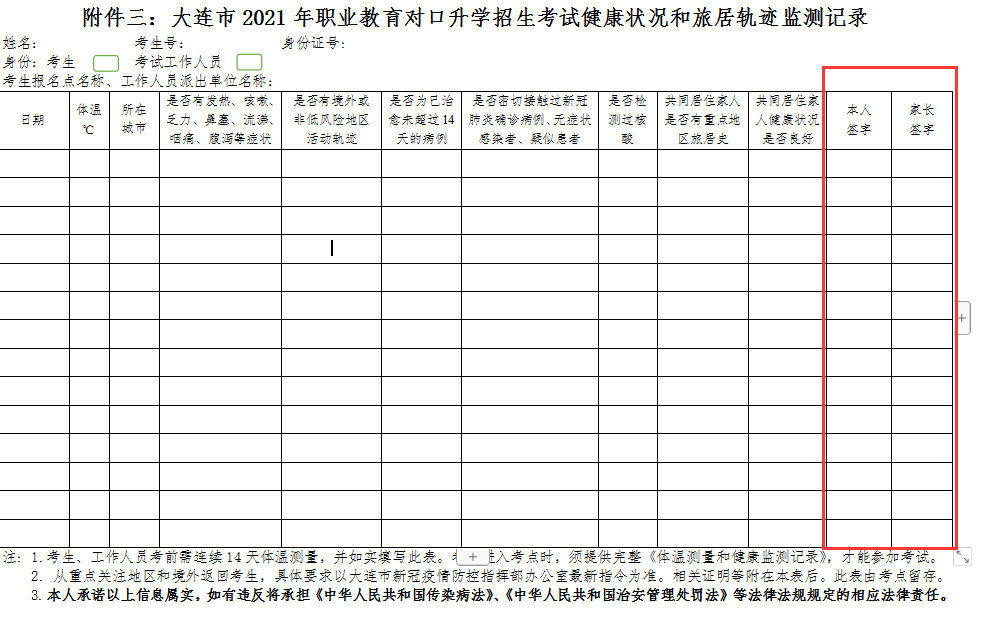 附件三：大连市 2021 年职业教育对口升学招生考试健康状况和旅居轨迹监测记录
姓名： 考生号： 身份证号：
身份：考生 考试工作人员
考生报名点名称、工作人员派出单位名称：
日期
体温
℃
所在
城市
是否有发热、咳嗽、
乏力、鼻塞、流涕、
咽痛、腹泻等症状
是否有境外或
非低风险地区
活动轨迹
是否为已治
愈未超过 14
天的病例
是否密切接触过新冠
肺炎确诊病例、无症状
感染者、疑似患者
是否检
测过核
酸
共同居住家人
是否有重点地
区旅居史
共同居住家
人健康状况
是否良好
本人
签字
家长
签字
注：1.考生、工作人员考前需连续 14 天体温测量，并如实填写此表。进入考点时，须提供完整《体温测量和健康监测记录》，才能参加考试。
2. 从重点关注地区和境外返回考生，具体要求以大连市新冠疫情防控指挥部办公室最新指令为准。相关证明等附在本表后。此表由考点留存。
3.本人承诺以上信息属实，如有违反将承担《中华人民共和国传染病法》、《中华人民共和国治安管理处罚法》等法律法规规定的相应法律责任。